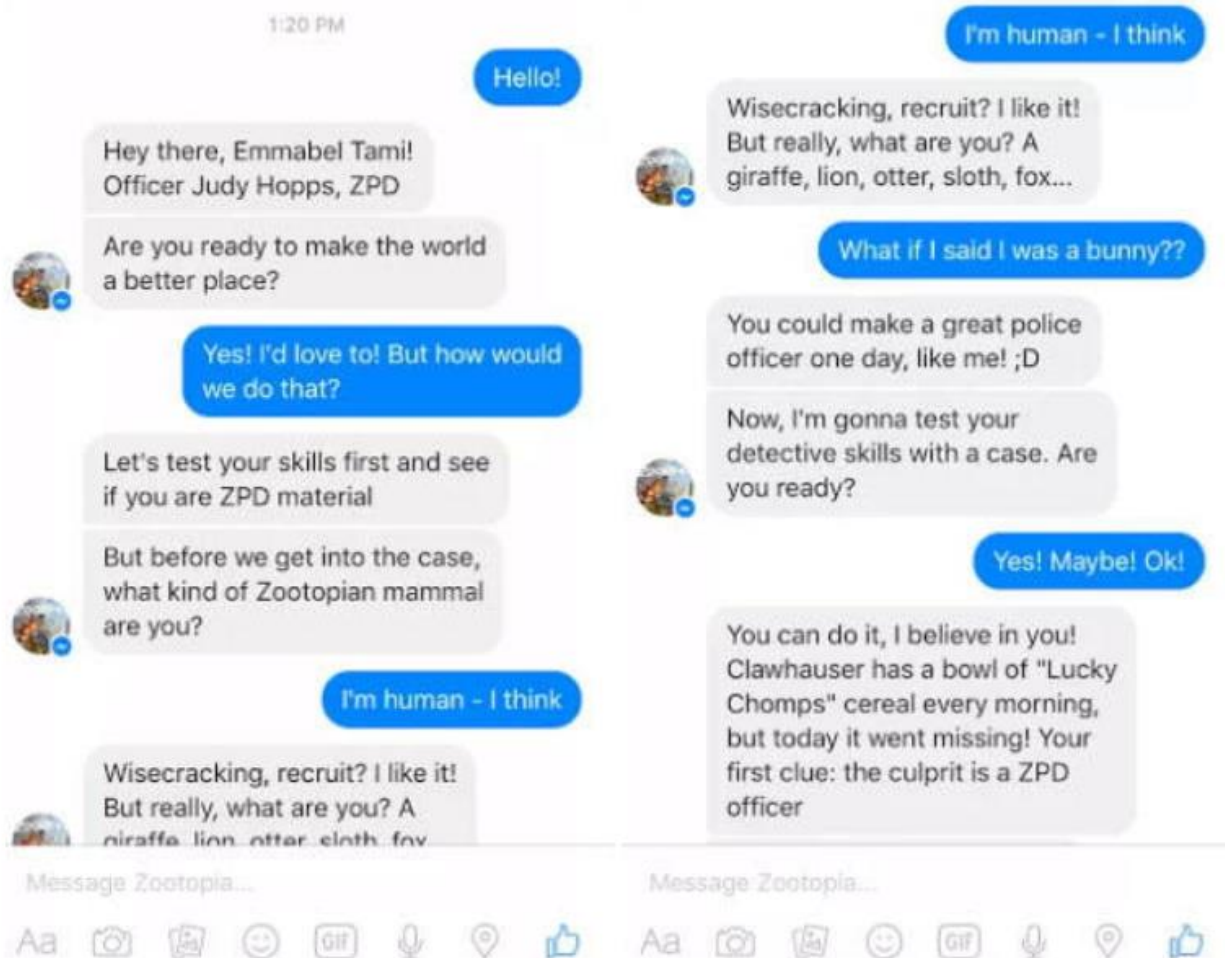 1:20 PM
Hello!
Hey there, Emmabel Tami!
Officer Judy Hopps, ZPD
Are you ready to make the world
a better place?
Yes! I'd love to! But how would
we do that?
Let's test your skills first and see
if you are ZPD material
But before we get into the case,
what kind of Zootopian mammal
are you?
I'm human - I think
Wisecracking, recruit? I like it!
But really, what are you? A
giraffe, lion, otter, sloth, fox
Message Zootopia...
Aa
GIF
I'm human - I think
Wisecracking, recruit? I like it!
But really, what are you? A
giraffe, lion, otter, sloth, fox...
What if I said I was a bunny??
You could make a great police
officer one day, like me! ;D
Now, I'm gonna test your
detective skills with a case. Are
you ready?
Yes! Maybe! Ok!
You can do it, I believe in you!
Clawhauser has a bowl of "Lucky
Chomps" cereal every morning,
but today it went missing! Your
first clue: the culprit is a ZPD
officer
Message Zootopia...
Aa
GIF